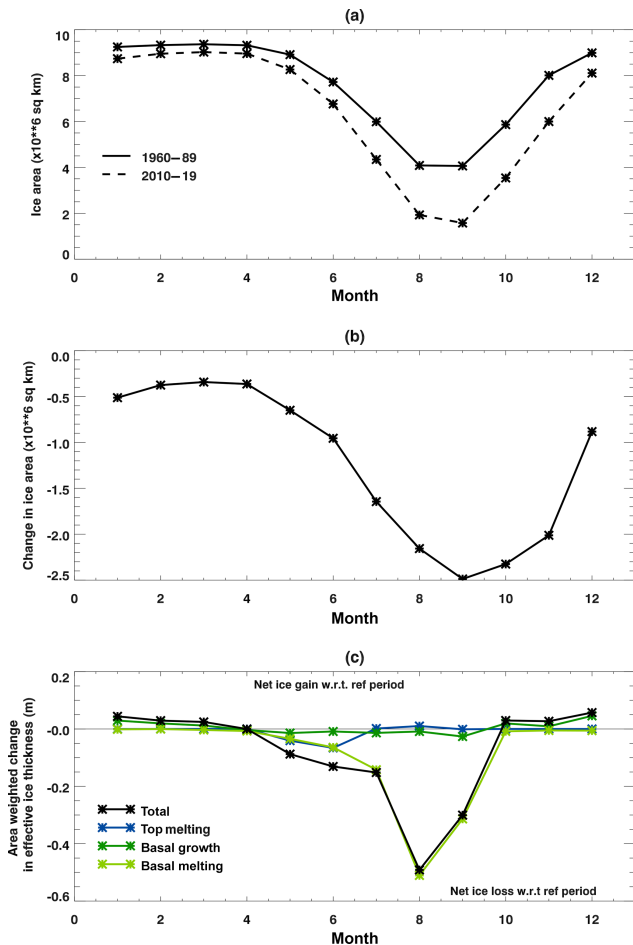 (a)
Ice area (x10**6 sq km)
10
8
6
4
2
0
1960–89
2010–19
0 2 4 6 8 10 12
Month
(b)
Change in ice area (x10**6 sq km)
0.0
-0.5
-1.0
-1.5
-2.0
-2.5
0 2 4 6 8 10 12
Month
(c)
Area weighted change
in effective ice thickness (m)
0.2
-0.0
-0.2
-0.4
-0.6
Net ice gain w.r.t. ref period
Total
Top melting
Basal growth
Basal melting
Net ice loss w.r.t ref period
0 2 4 6 8 10 12
Month